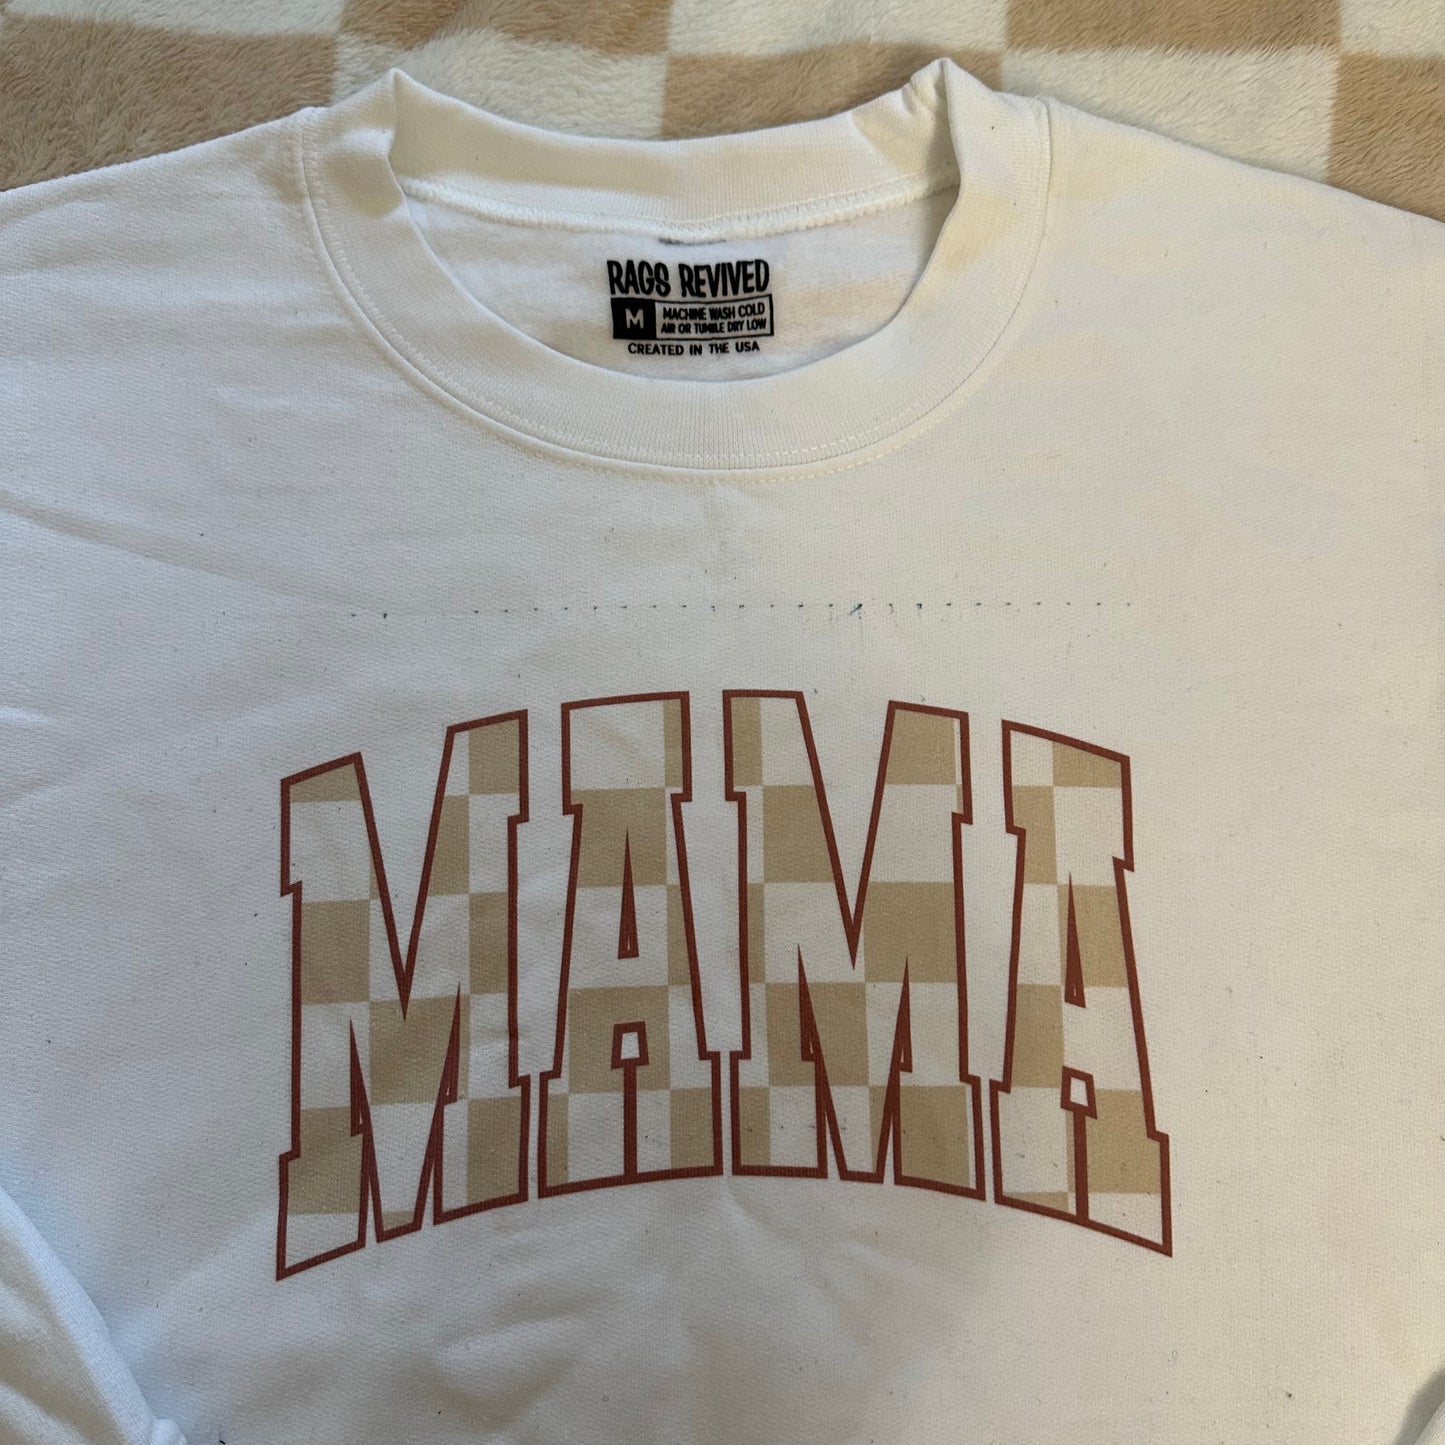 RAGS REVIVED
M MACHINE WASH COLD
AIR OR TUMBLE DRY LOW
CREATED IN THE USA
MAMA